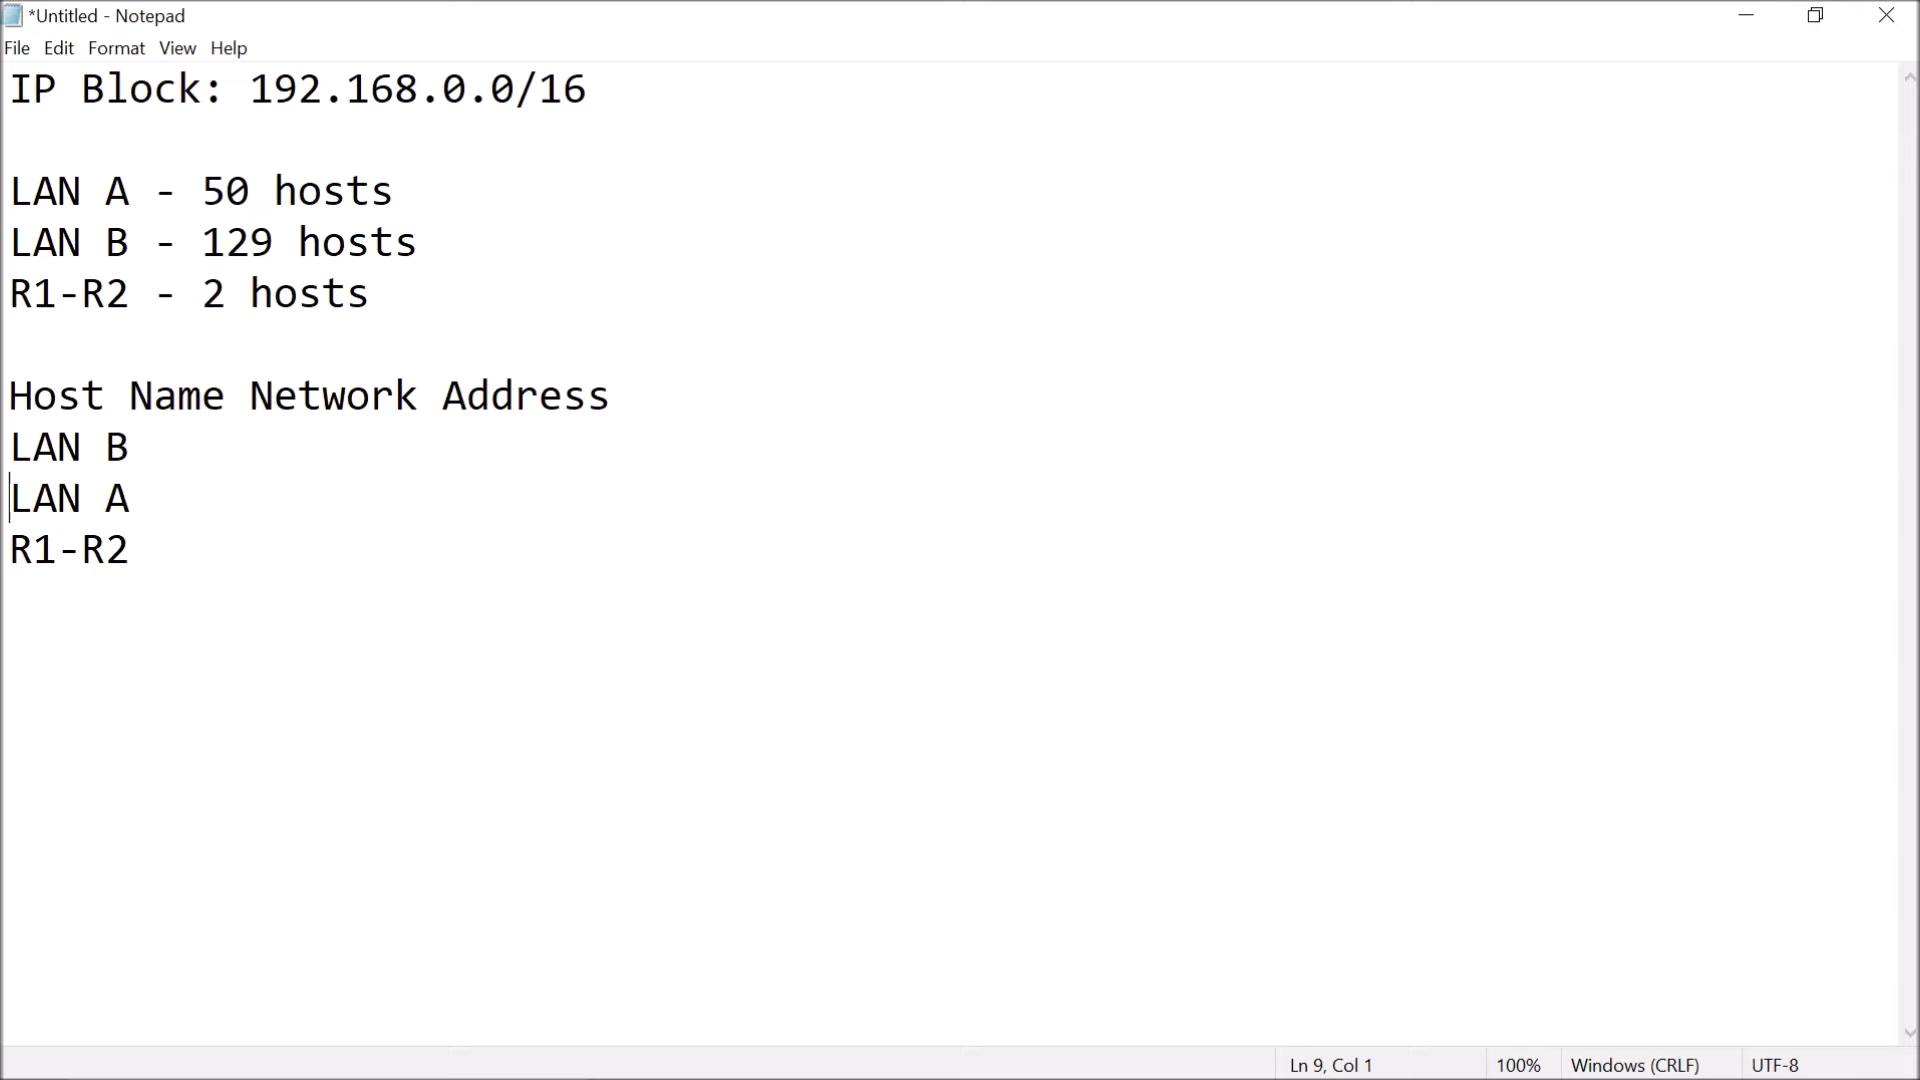 *Untitled - Notepad
File Edit Format View Help
IP Block: 192.168.0.0/16
LAN A - 50 hosts
LAN B - 129 hosts
R1-R2 - 2 hosts
Host Name Network Address
LAN B
LAN A
R1-R2
Ln 9, Col 1 100% Windows (CRLF) UTF-8